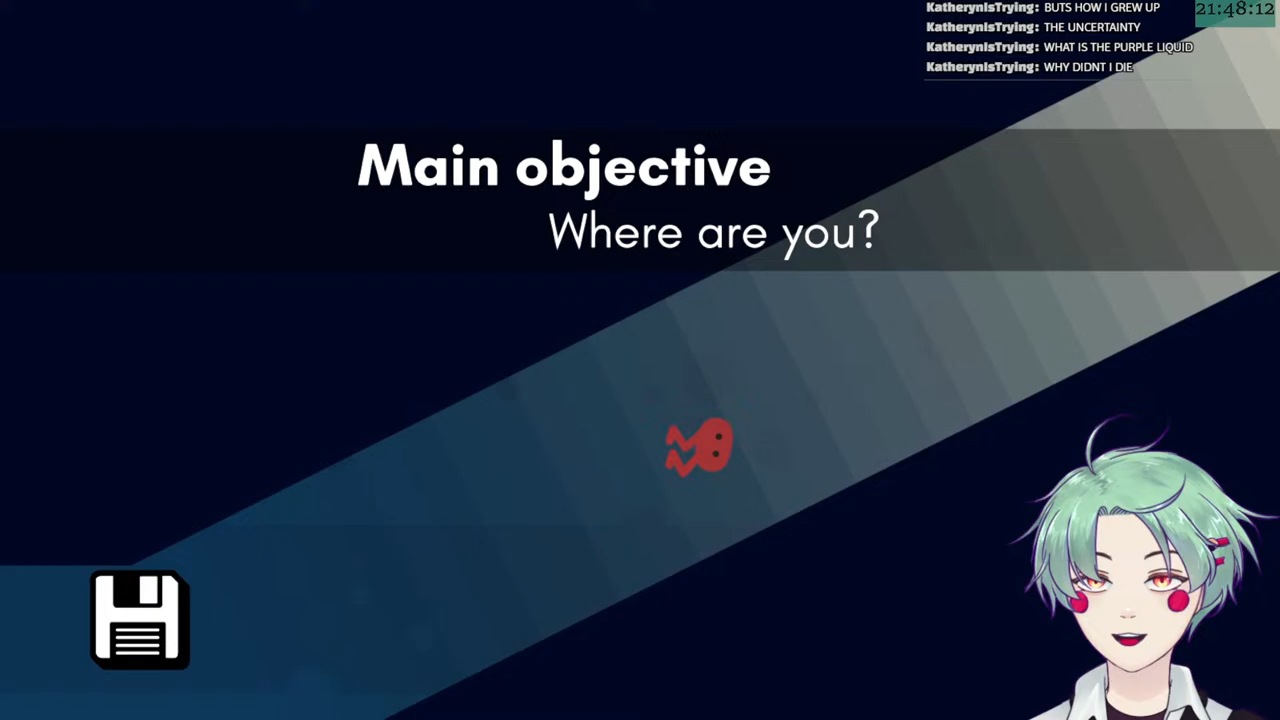 KatherynIsTrying: BUTS HOW I GREW UP
21:48:12
KatherynIsTrying: THE UNCERTAINTY
KatherynIsTrying: WHAT IS THE PURPLE LIQUID
KatherynIsTrying: WHY DIDNT I DIE
Main objective
Where are you?